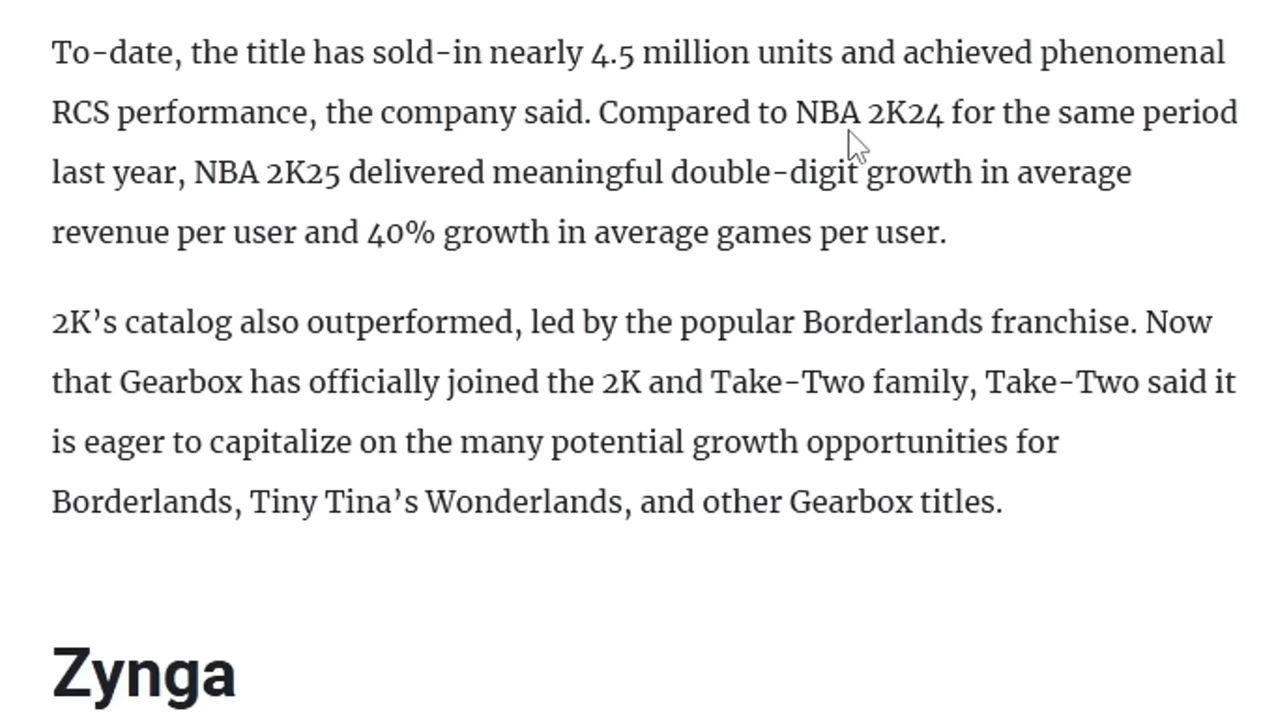 To-date, the title has sold-in nearly 4.5 million units and achieved phenomenal
RCS performance, the company said. Compared to NBA 2K24 for the same period
last year, NBA 2K25 delivered meaningful double-digit growth in average
revenue per user and 40% growth in average games per user.
2K’s catalog also outperformed, led by the popular Borderlands franchise. Now
that Gearbox has officially joined the 2K and Take-Two family, Take-Two said it
is eager to capitalize on the many potential growth opportunities for
Borderlands, Tiny Tina’s Wonderlands, and other Gearbox titles.
Zynga